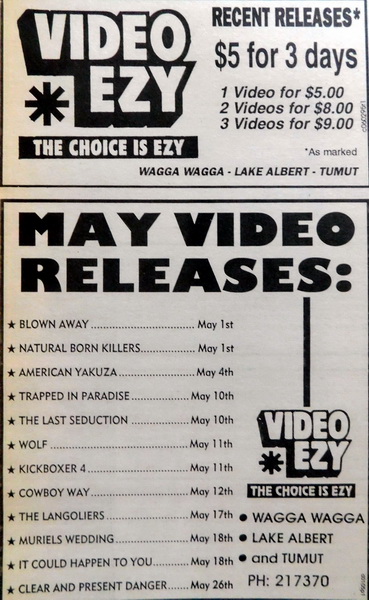 VIDEO
EZY
THE CHOICE IS EZY
RECENT RELEASES*
$5 for 3 days
1 Video for $5.00
2 Videos for $8.00
3 Videos for $9.00
*As marked
WAGGA WAGGA - LAKE ALBERT - TUMUT
MAY VIDEO
RELEASES:
★ BLOWN AWAY.................................. May 1st
★ NATURAL BORN KILLERS................. May 1st
★ AMERICAN YAKUZA........................ May 4th
★ TRAPPED IN PARADISE................... May 10th
★ THE LAST SEDUCTION................... May 10th
★ WOLF............................................. May 11th
★ KICKBOXER 4................................. May 11th
★ COWBOY WAY............................... May 12th
★ THE LANGOLIERS.......................... May 17th
★ MURIELS WEDDING....................... May 18th
★ IT COULD HAPPEN TO YOU............ May 18th
★ CLEAR AND PRESENT DANGER....... May 26th
VIDEO
EZY
THE CHOICE IS EZY
● WAGGA WAGGA
● LAKE ALBERT
● and TUMUT
PH: 217370